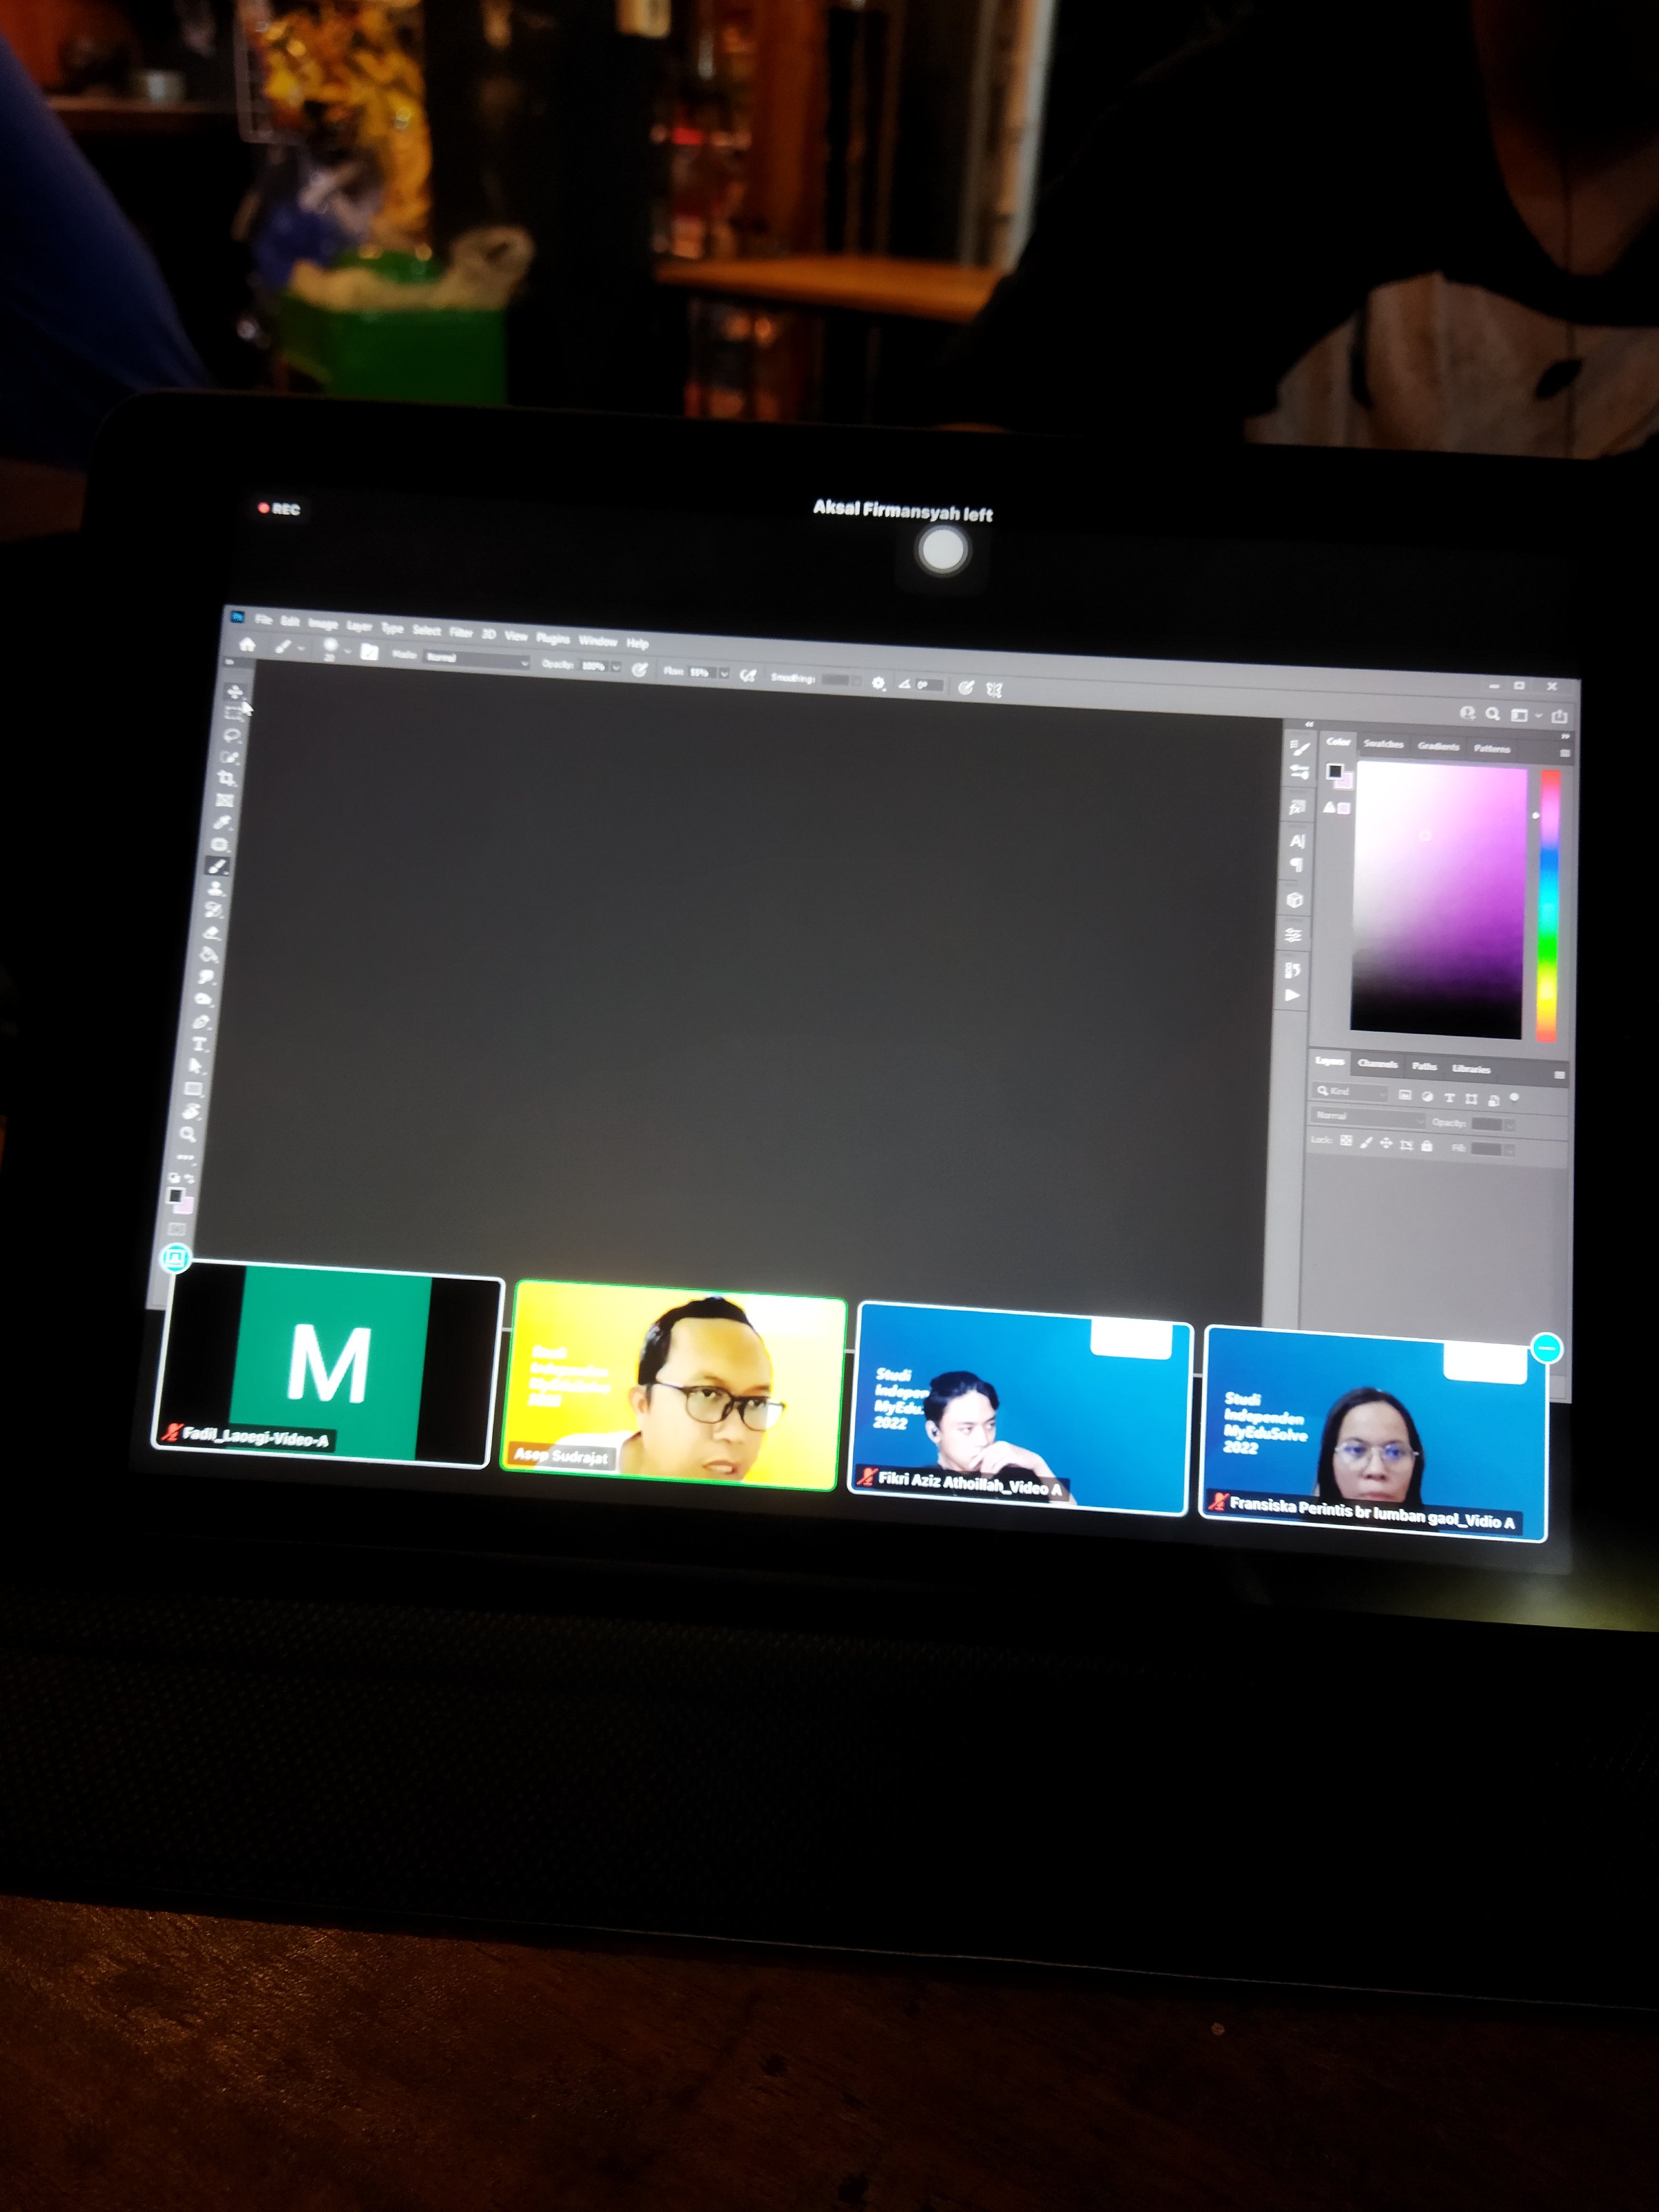 REC
Aksal Firmansyah left
File Edit Image Layer Type Select Filter 3D View Plugins Window Help
20 Mode: Normal Opacity: 100% Flow: 55% Smoothing: 0°
Color Swatches Gradients Patterns
Layers Channels Paths Libraries
Kind
Normal Opacity:
Lock: Fill:
M
Fadil_Laoegi-Video-A
Studi
Independen
Asep Sudrajat
Studi
Indepen
MyEdu
2022
Fikri Aziz Athoillah_Video A
Studi
Independen
MyEduSolve
2022
Fransiska Perintis br lumban gaol_Vidio A